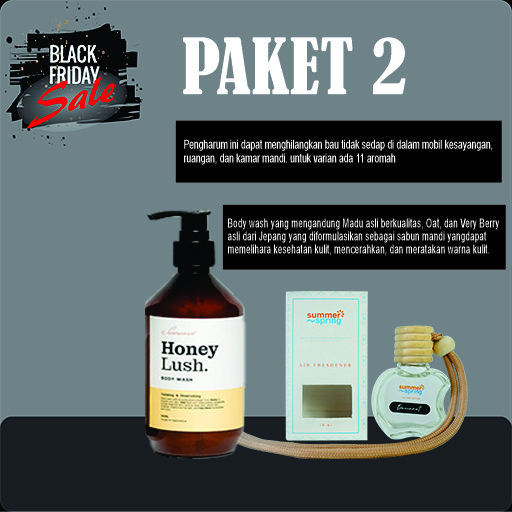 BLACK
FRIDAY
Sale
PAKET 2
Pengharum ini dapat menghilangkan bau tidak sedap di dalam mobil kesayangan,
ruangan, dan kamar mandi, untuk varian ada 11 aromah
Body wash yang mengandung Madu asli berkualitas, Oat, dan Very Berry
asli dari Jepang yang diformulasikan sebagai sabun mandi yangdapat
memelihara kesehatan kulit, mencerahkan, dan meratakan warna kulit.
Honey
Lush.
BODY WASH
summer
spring
AIR FRESHENER
summer
spring